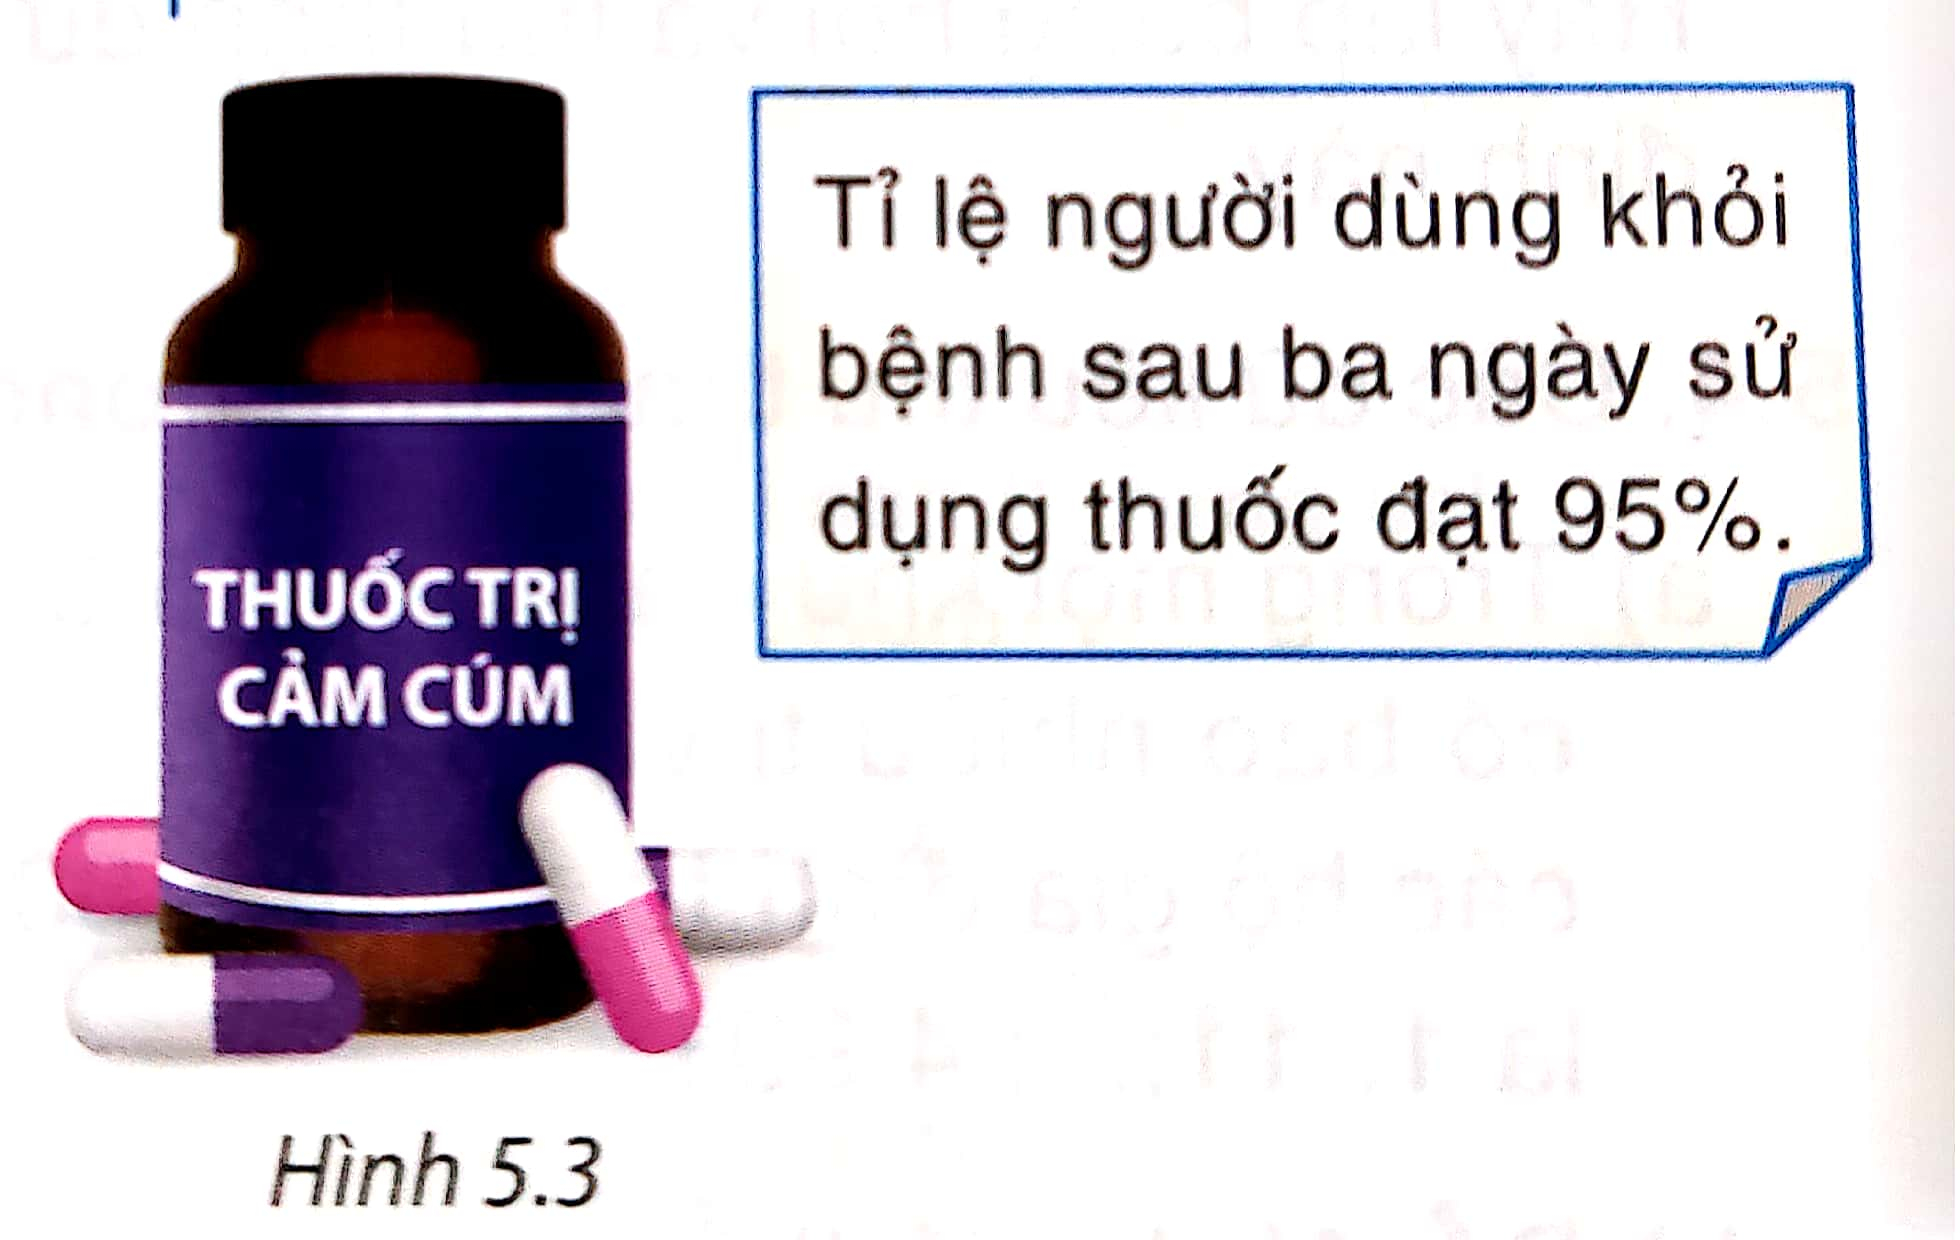 Tỉ lệ người dùng khỏi
bệnh sau ba ngày sử
dụng thuốc đạt 95%.
THUỐC TRỊ
CẢM CÚM
Hình 5.3